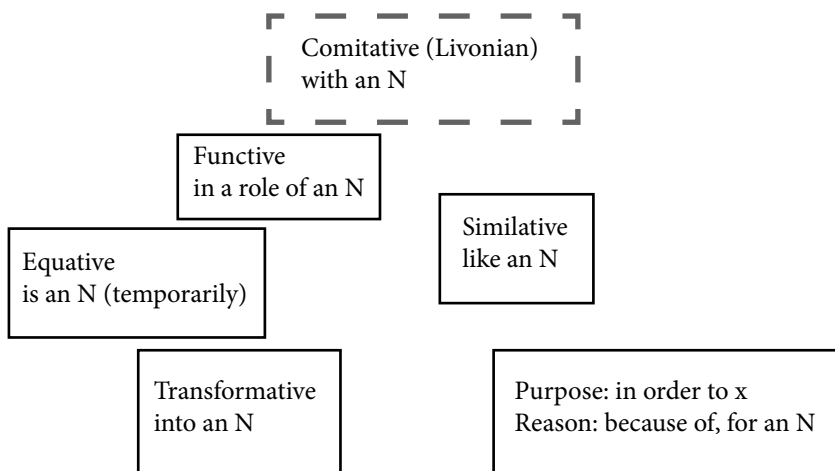 Comitative (Livonian)
with an N
Functive
in a role of an N
Similative
like an N
Equative
is an N (temporarily)
Transformative
into an N
Purpose: in order to x
Reason: because of, for an N